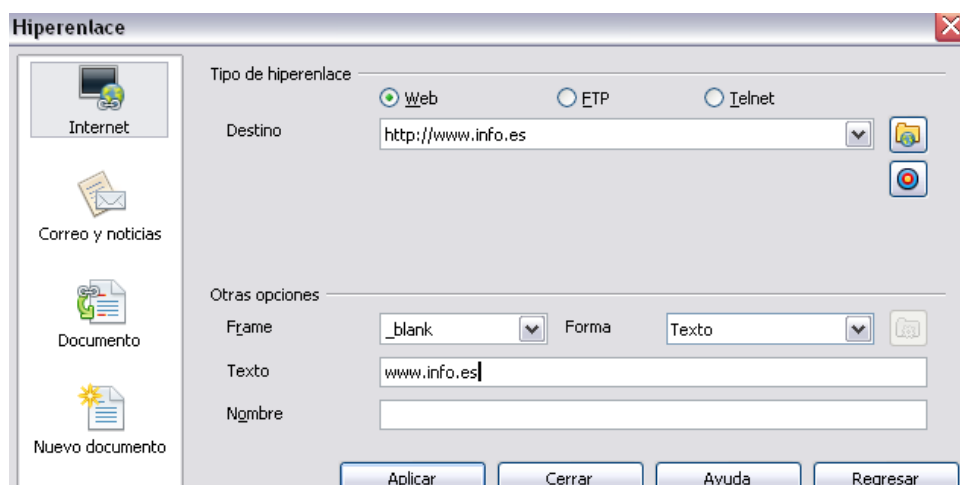 Hiperenlace
Internet
Correo y noticias
Documento
Nuevo documento
Tipo de hiperenlace
Web FTP Telnet
Destino http://www.info.es
Otras opciones
Frame _blank Forma Texto
Texto www.info.es
Nombre
Aplicar Cerrar Ayuda Regresar